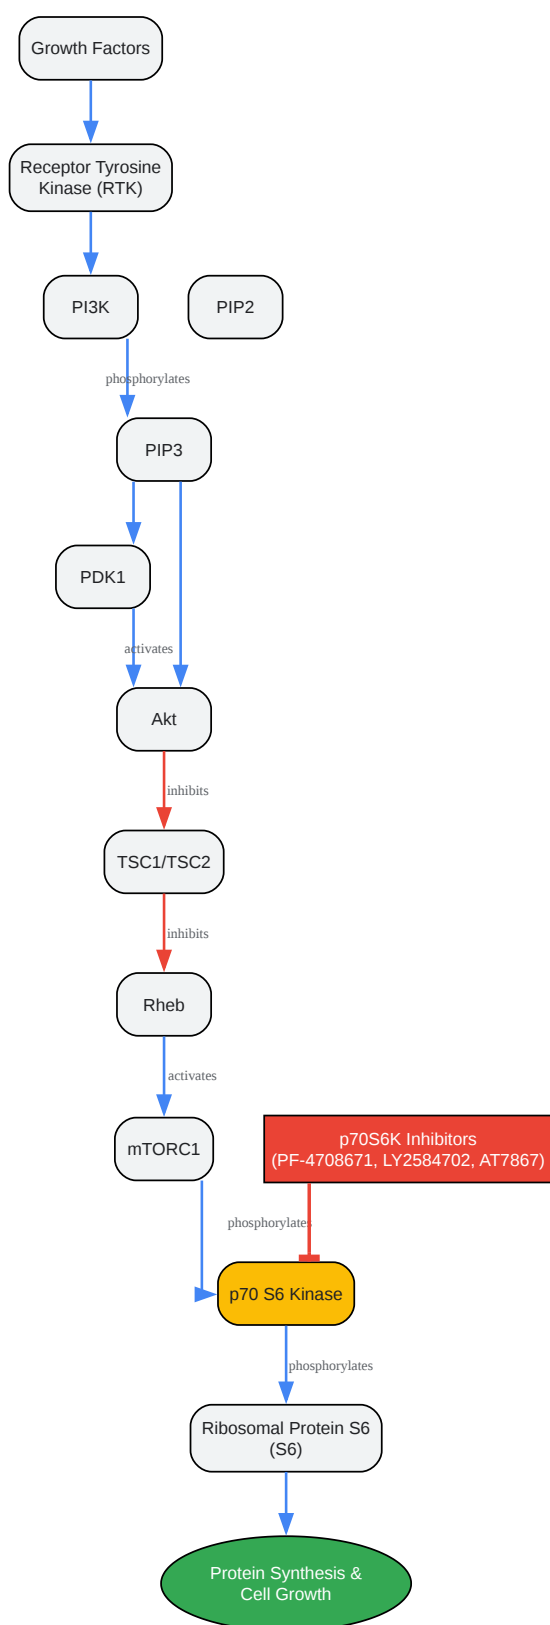 Growth Factors
Receptor Tyrosine
Kinase (RTK)
PI3K
PIP2
phosphorylates
PIP3
PDK1
activates
Akt
inhibits
TSC1/TSC2
inhibits
Rheb
activates
mTORC1
p70S6K Inhibitors
(PF-4708671, LY2584702, AT7867)
phosphorylates
p70 S6 Kinase
phosphorylates
Ribosomal Protein S6
(S6)
Protein Synthesis &
Cell Growth